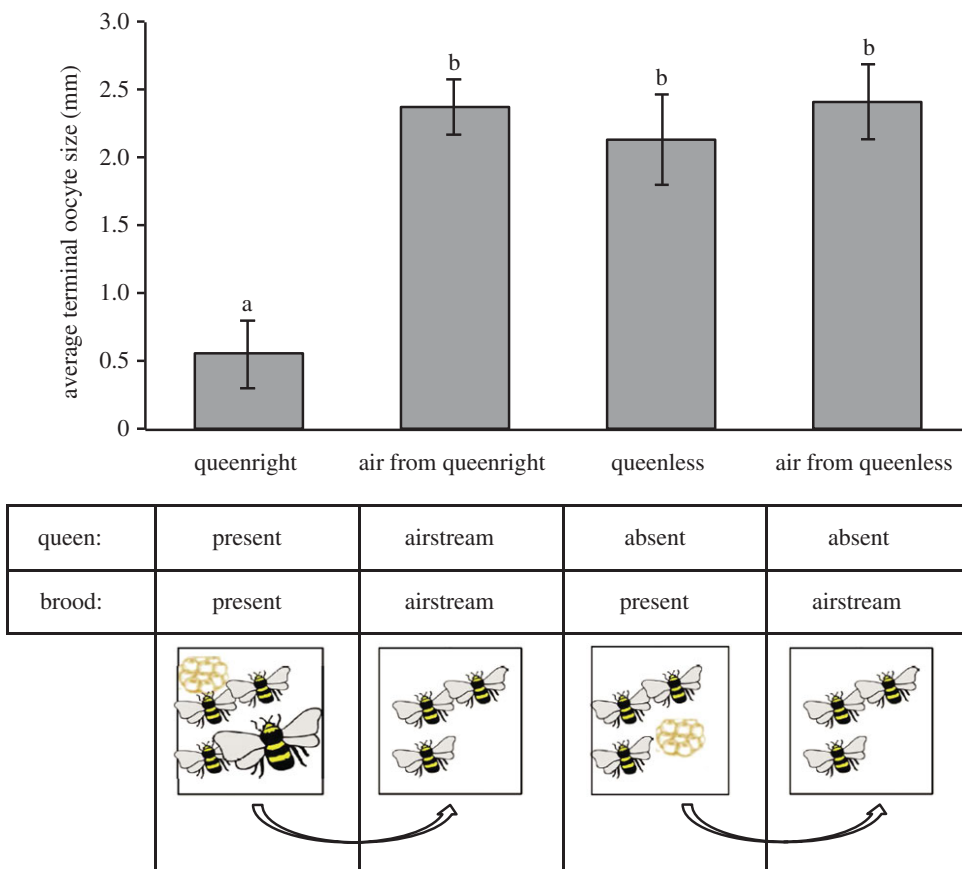 3.0
2.5
2.0
1.5
1.0
0.5
0
average terminal oocyte size (mm)
a
b
b
b
queenright air from queenright queenless air from queenless
queen: present airstream absent absent
brood: present airstream present airstream